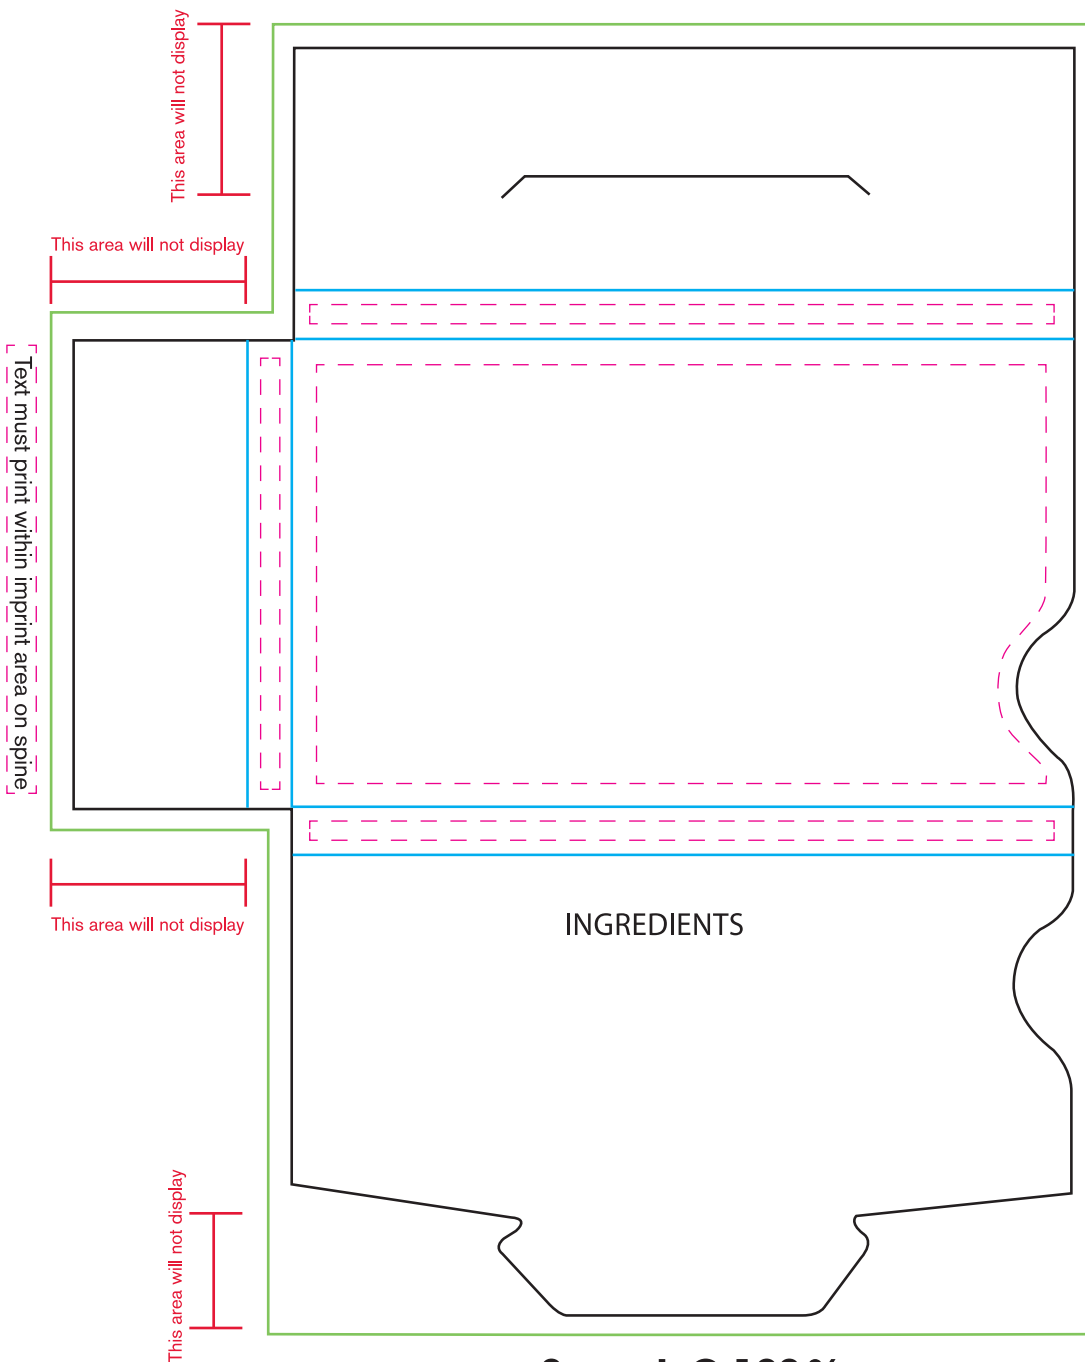 This area will not display
This area will not display
Text must print within imprint area on spine
This area will not display
INGREDIENTS
This area will not display